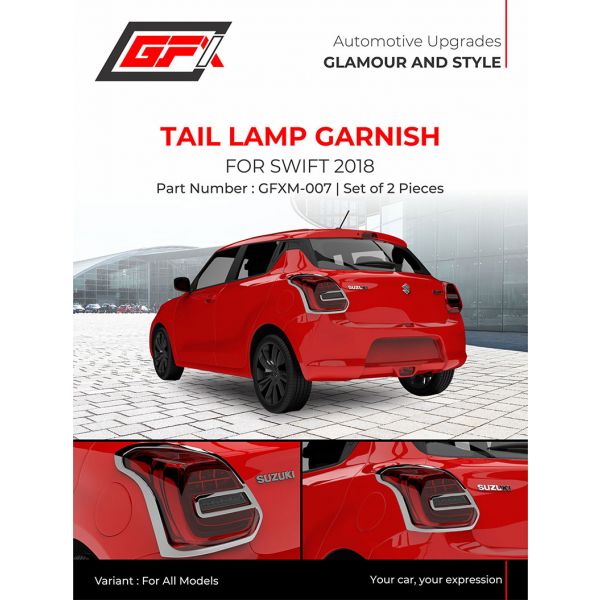 GFX
Automotive Upgrades
GLAMOUR AND STYLE
TAIL LAMP GARNISH
FOR SWIFT 2018
Part Number : GFXM-007 | Set of 2 Pieces
SUZUKI
SUZUKI
SUZUKI
Variant : For All Models
Your car, your expression